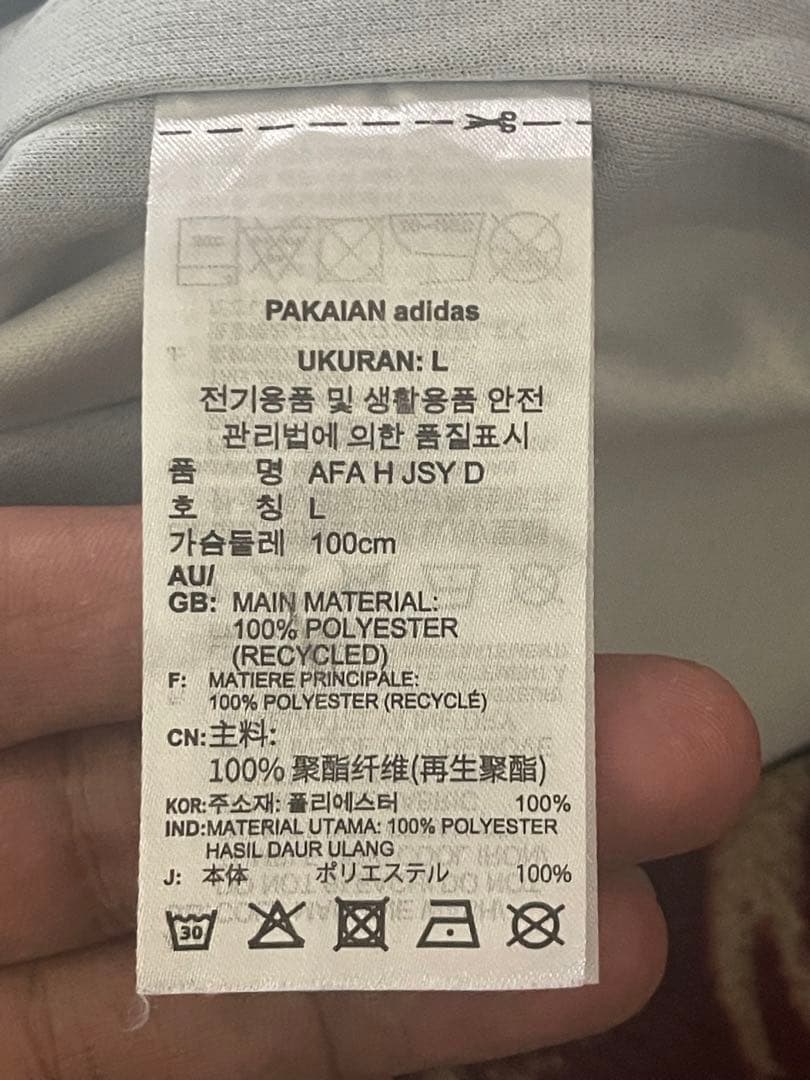 PAKAIAN adidas
UKURAN: L
전기용품 및 생활용품 안전
관리법에 의한 품질표시
품 명 AFA H JSY D
호 칭 L
가슴둘레 100cm
AU/
GB: MAIN MATERIAL:
100% POLYESTER
(RECYCLED)
F: MATIERE PRINCIPALE:
100% POLYESTER (RECYCLÉ)
CN:主料:
100% 聚酯纤维(再生聚酯)
KOR:주소재: 폴리에스터 100%
IND:MATERIAL UTAMA: 100% POLYESTER
HASIL DAUR ULANG
J: 本体 ポリエステル 100%
30